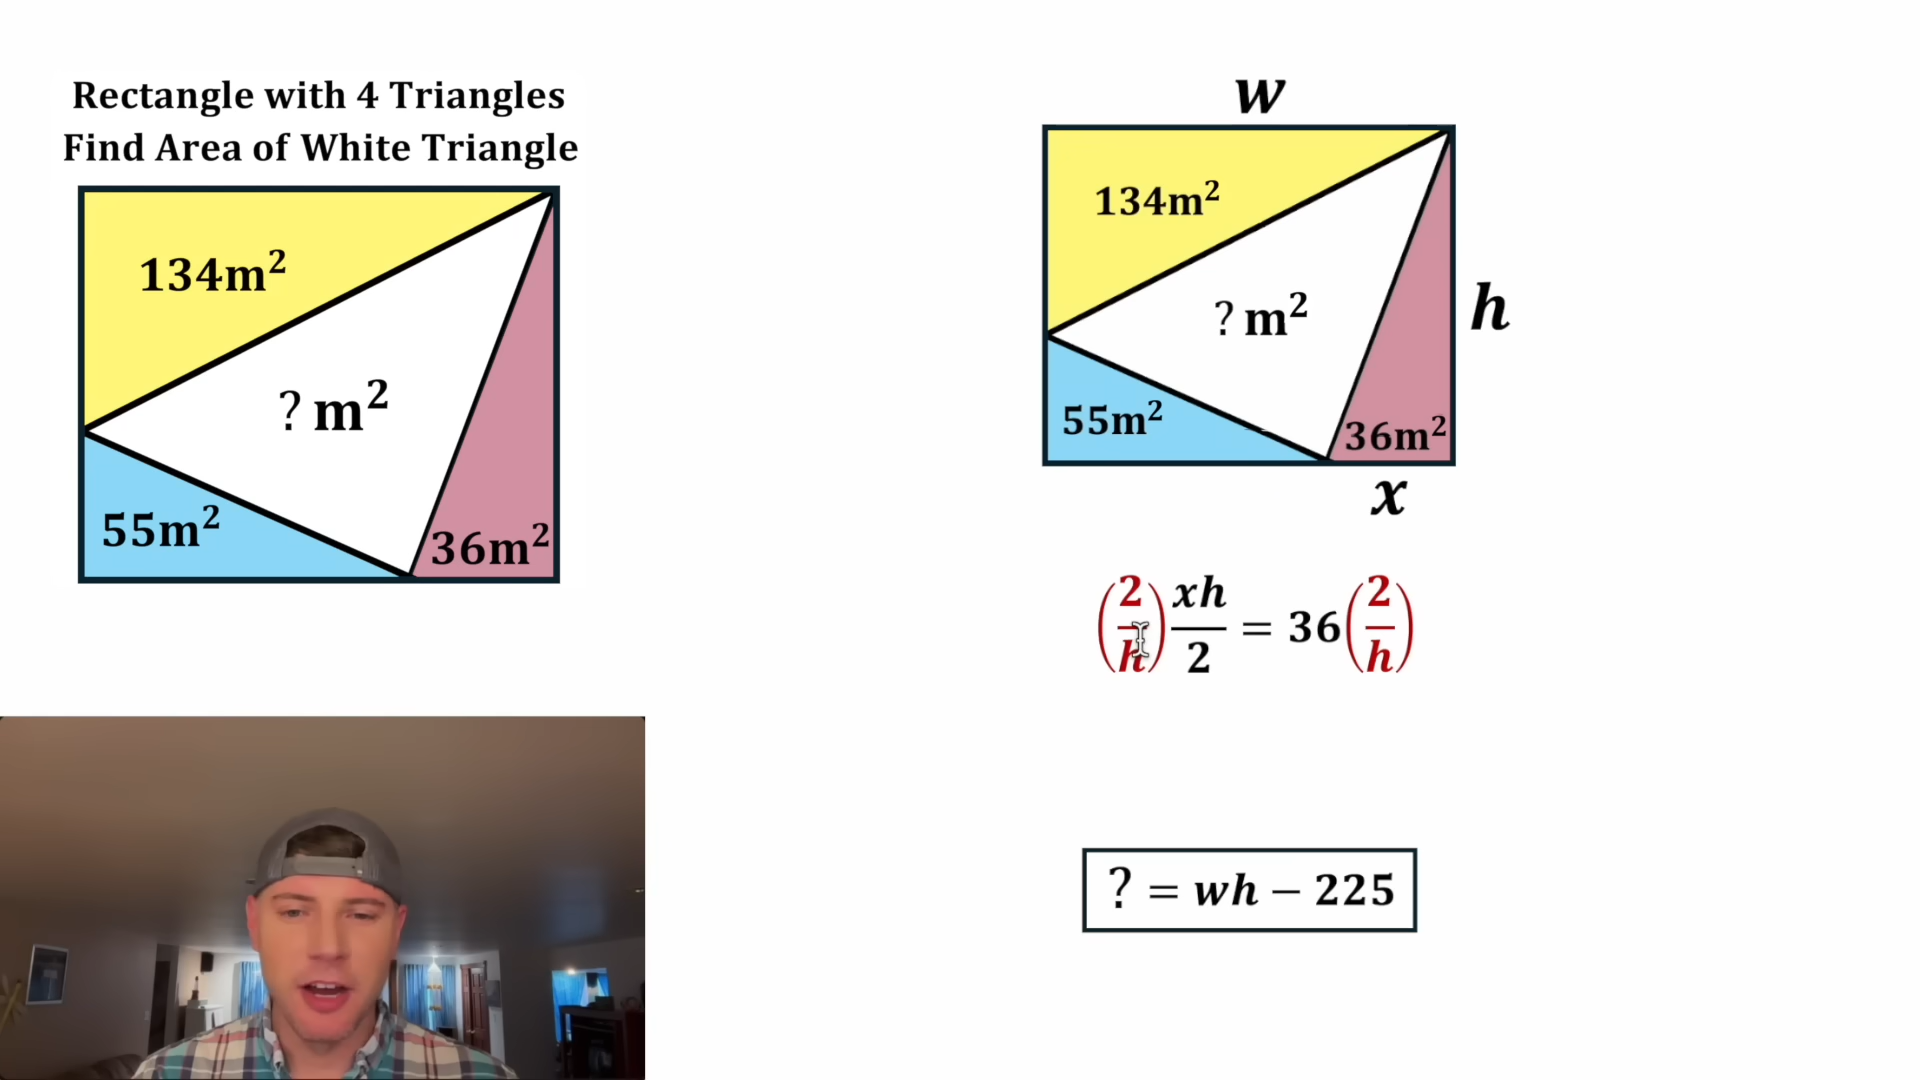 Rectangle with 4 Triangles
Find Area of White Triangle
134m²
? m²
55m²
36m²
w
134m²
? m²
h
55m²
36m²
x
(2/h) xh/2 = 36 (2/h)
? = wh − 225